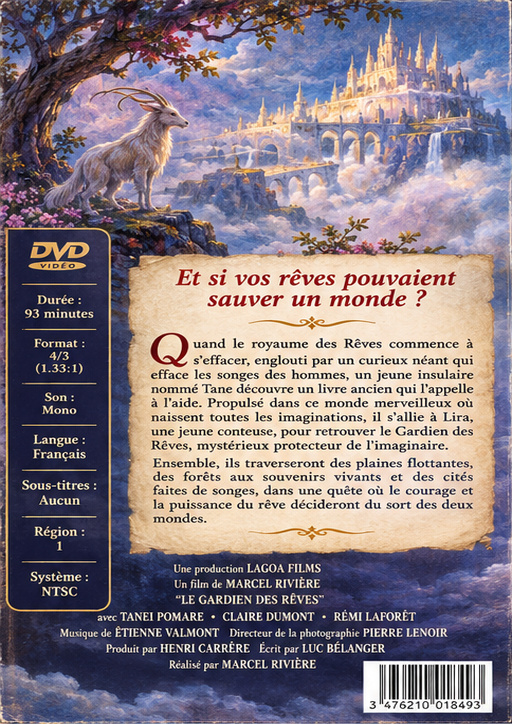 DVD
VIDÉO
Durée :
93 minutes
Format :
4/3
(1.33:1)
Son :
Mono
Langue :
Français
Sous-titres :
Aucun
Région :
1
Système :
NTSC
Et si vos rêves pouvaient
sauver un monde ?
Quand le royaume des Rêves commence à
s'effacer, englouti par un curieux néant qui
efface les songes des hommes, un jeune insulaire
nommé Tane découvre un livre ancien qui l'appelle
à l'aide. Propulsé dans ce monde merveilleux où
naissent toutes les imaginations, il s'allie à Lira,
une jeune conteuse, pour retrouver le Gardien des
Rêves, mystérieux protecteur de l'imaginaire.
Ensemble, ils traverseront des plaines flottantes,
des forêts aux souvenirs vivants et des cités
faites de songes, dans une quête où le courage et
la puissance du rêve décideront du sort des deux
mondes.
Une production LAGOA FILMS
Un film de MARCEL RIVIÈRE
“LE GARDIEN DES RÊVES”
avec TANEI POMARE • CLAIRE DUMONT • RÉMI LAFORÊT
Musique de ÉTIENNE VALMONT Directeur de la photographie PIERRE LENOIR
Produit par HENRI CARRÈRE Écrit par LUC BÉLANGER
Réalisé par MARCEL RIVIÈRE
3 476210 018493